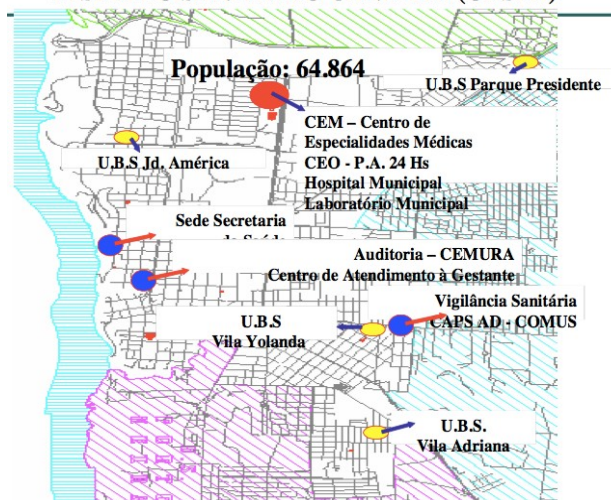 População: 64.864
U.B.S Parque Presidente
CEM – Centro de
Especialidades Médicas
CEO - P.A. 24 Hs
Hospital Municipal
Laboratório Municipal
U.B.S Jd. América
Sede Secretaria
Auditoria – CEMURA
Centro de Atendimento à Gestante
Vigilância Sanitária
CAPS AD - COMUS
U.B.S
Vila Yolanda
U.B.S.
Vila Adriana